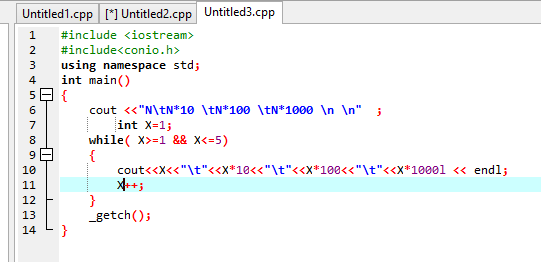 Untitled1.cpp [*] Untitled2.cpp Untitled3.cpp
1 #include <iostream>
2 #include<conio.h>
3 using namespace std;
4 int main()
5 {
6 cout <<"N\tN*10 \tN*100 \tN*1000 \n \n"  ;
7 int X=1;
8 while( X>=1 && X<=5)
9 {
10 cout<<X<<"\t"<<X*10<<"\t"<<X*100<<"\t"<<X*1000l << endl;
11 X++;
12 }
13 _getch();
14 }